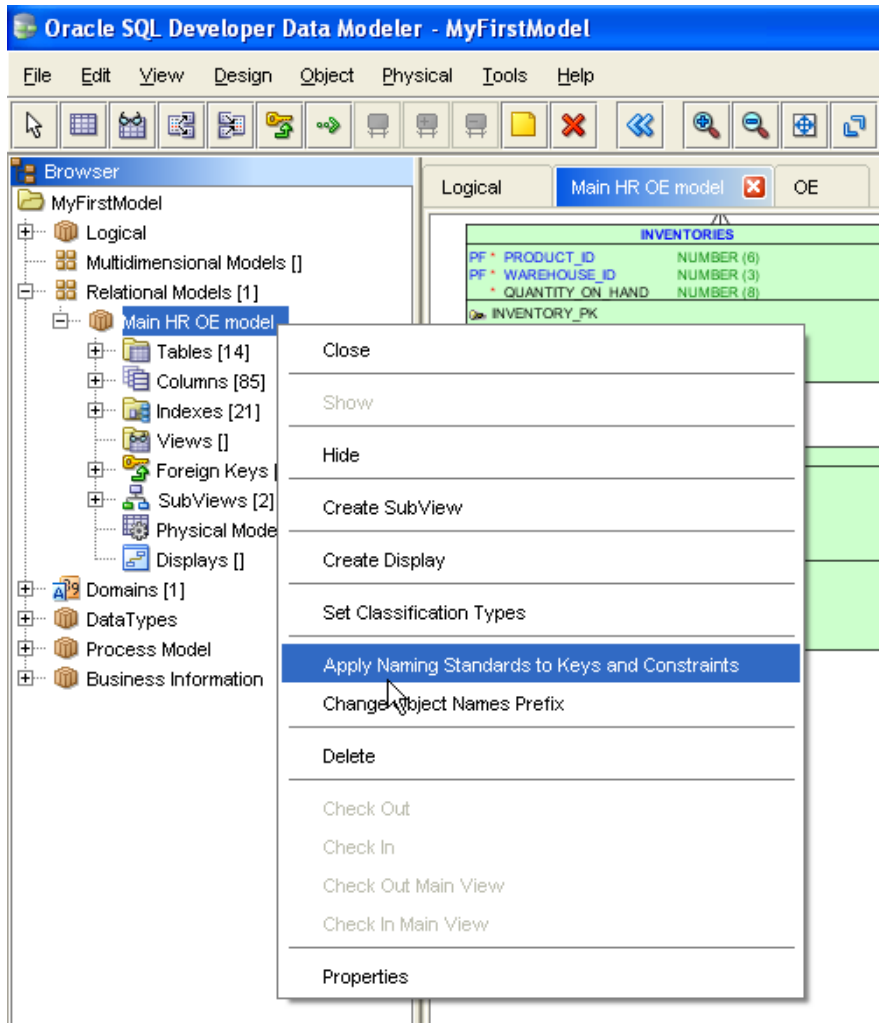 Oracle SQL Developer Data Modeler - MyFirstModel
File Edit View Design Object Physical Tools Help
Browser
MyFirstModel
Logical
Multidimensional Models []
Relational Models [1]
Main HR OE model
Tables [14]
Columns [85]
Indexes [21]
Views []
Foreign Keys [
SubViews [2]
Physical Mode
Displays []
Domains [1]
DataTypes
Process Model
Business Information
Logical Main HR OE model OE
INVENTORIES
PF * PRODUCT_ID NUMBER (6)
PF * WAREHOUSE_ID NUMBER (3)
* QUANTITY_ON_HAND NUMBER (8)
INVENTORY_PK
Close
Show
Hide
Create SubView
Create Display
Set Classification Types
Apply Naming Standards to Keys and Constraints
Change Object Names Prefix
Delete
Check Out
Check In
Check Out Main View
Check In Main View
Properties